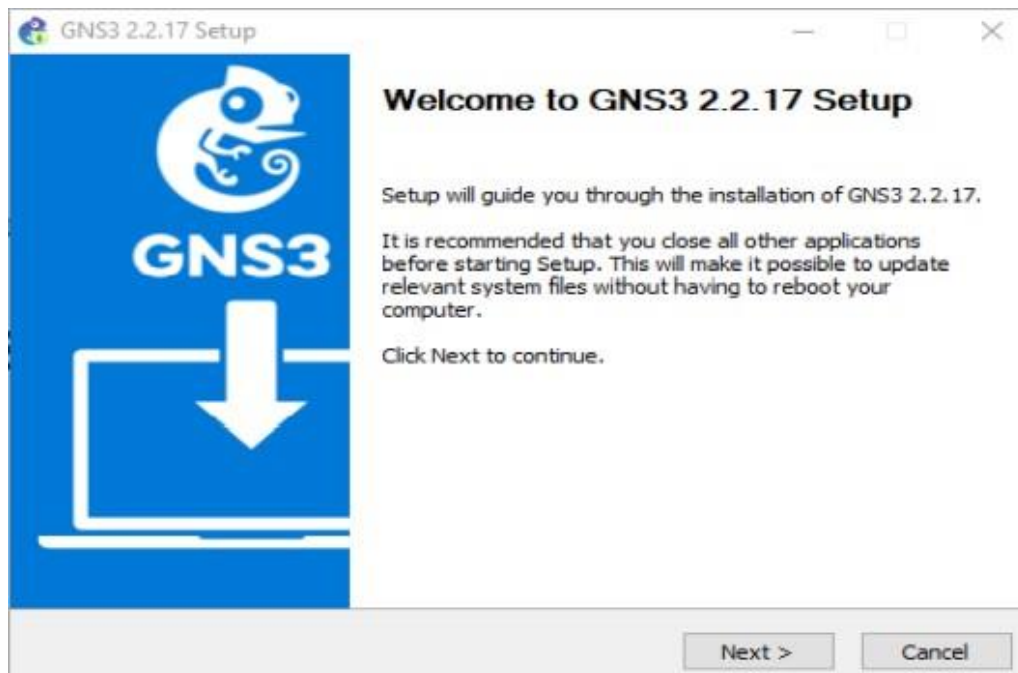 GNS3 2.2.17 Setup
Welcome to GNS3 2.2.17 Setup
Setup will guide you through the installation of GNS3 2.2.17.
It is recommended that you close all other applications
before starting Setup. This will make it possible to update
relevant system files without having to reboot your
computer.
Click Next to continue.
GNS3
Next >
Cancel